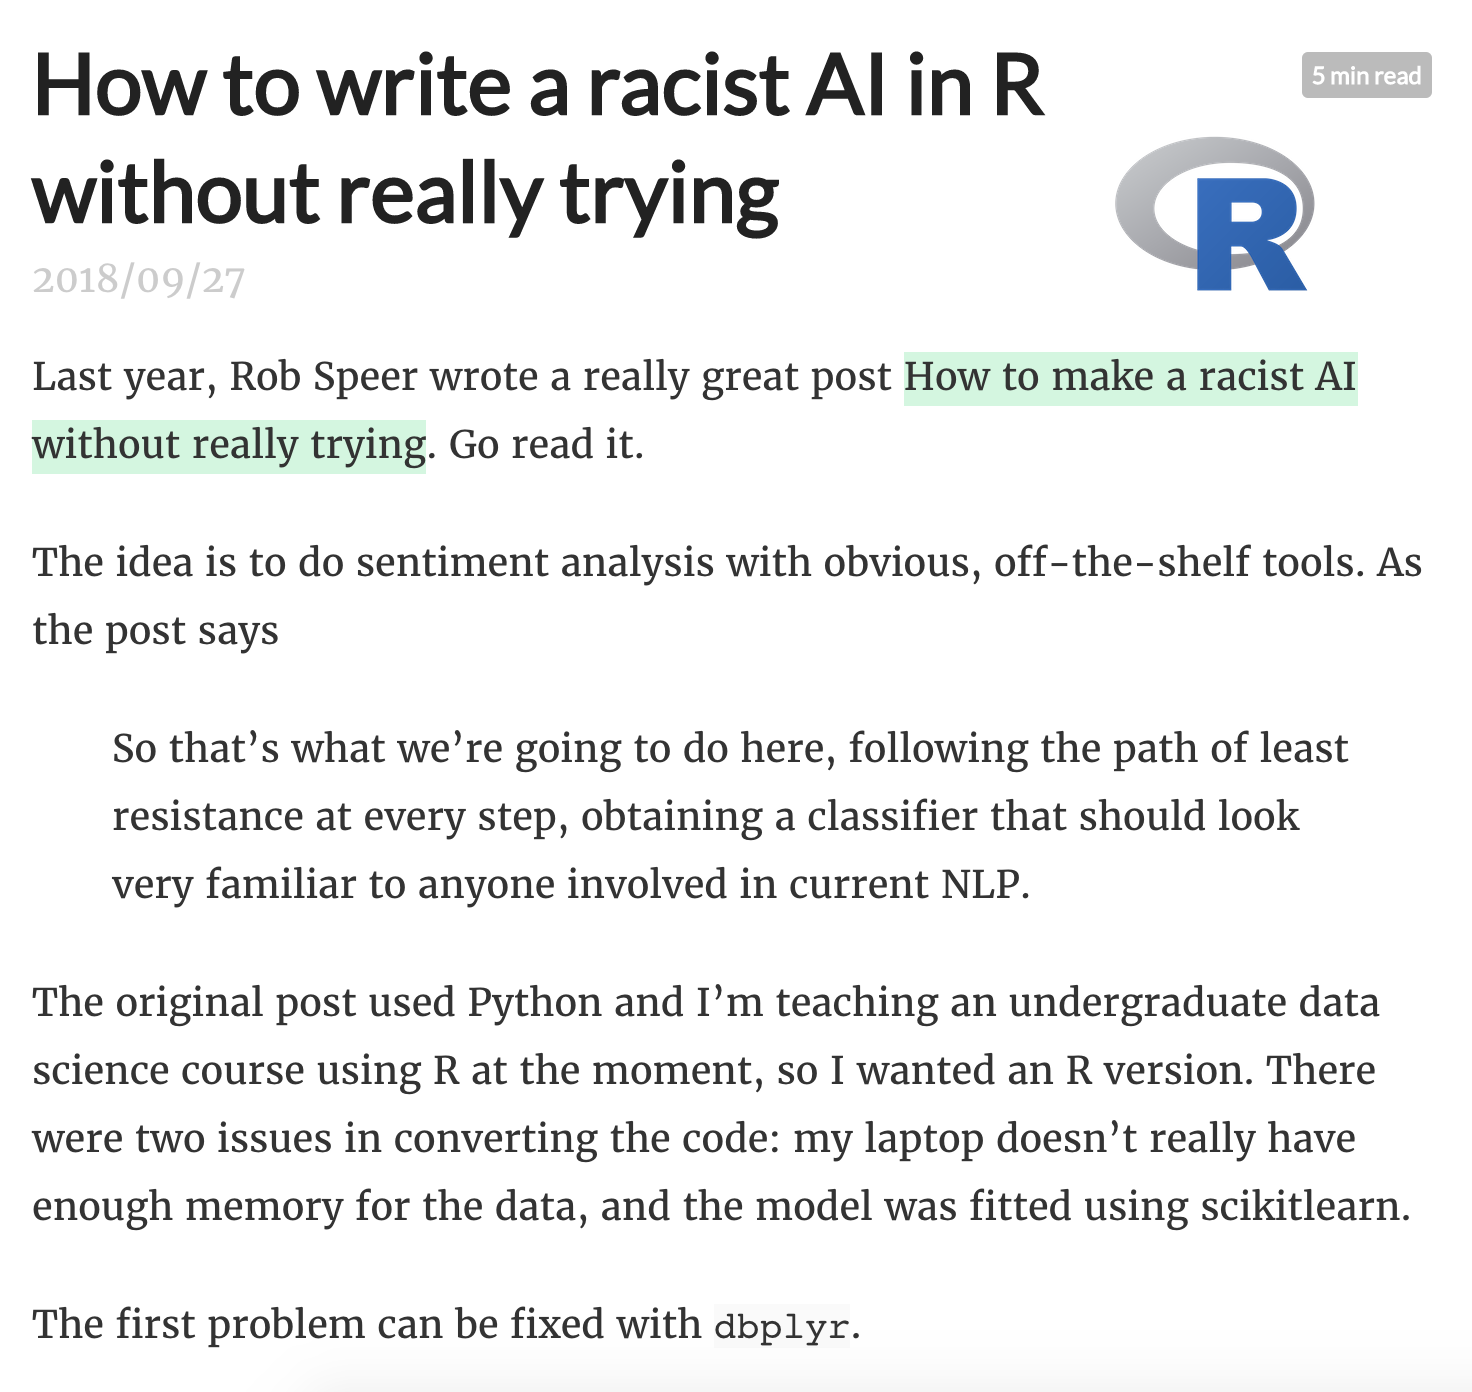 How to write a racist AI in R
without really trying
5 min read
R
2018/09/27
Last year, Rob Speer wrote a really great post How to make a racist AI
without really trying. Go read it.
The idea is to do sentiment analysis with obvious, off-the-shelf tools. As
the post says
So that’s what we’re going to do here, following the path of least
resistance at every step, obtaining a classifier that should look
very familiar to anyone involved in current NLP.
The original post used Python and I’m teaching an undergraduate data
science course using R at the moment, so I wanted an R version. There
were two issues in converting the code: my laptop doesn’t really have
enough memory for the data, and the model was fitted using scikitlearn.
The first problem can be fixed with dbplyr.